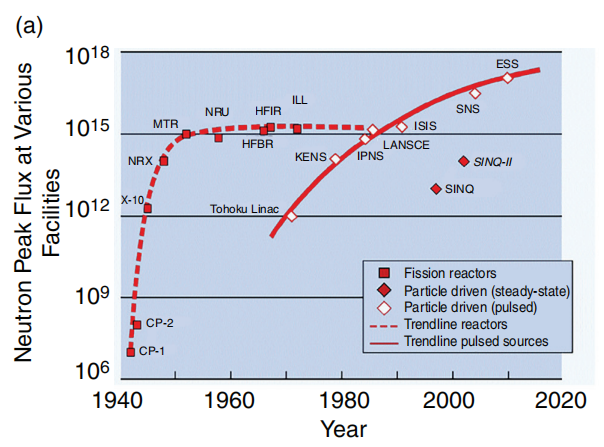 (a)
Neutron Peak Flux at Various
Facilities
10^18
10^15
10^12
10^9
10^6
ESS
SNS
ILL
HFIR
NRU
MTR
HFBR
ISIS
LANSCE
IPNS
KENS
NRX
SINQ-II
SINQ
X-10
Tohoku Linac
CP-2
CP-1
Fission reactors
Particle driven (steady-state)
Particle driven (pulsed)
Trendline reactors
Trendline pulsed sources
1940 1960 1980 2000 2020
Year